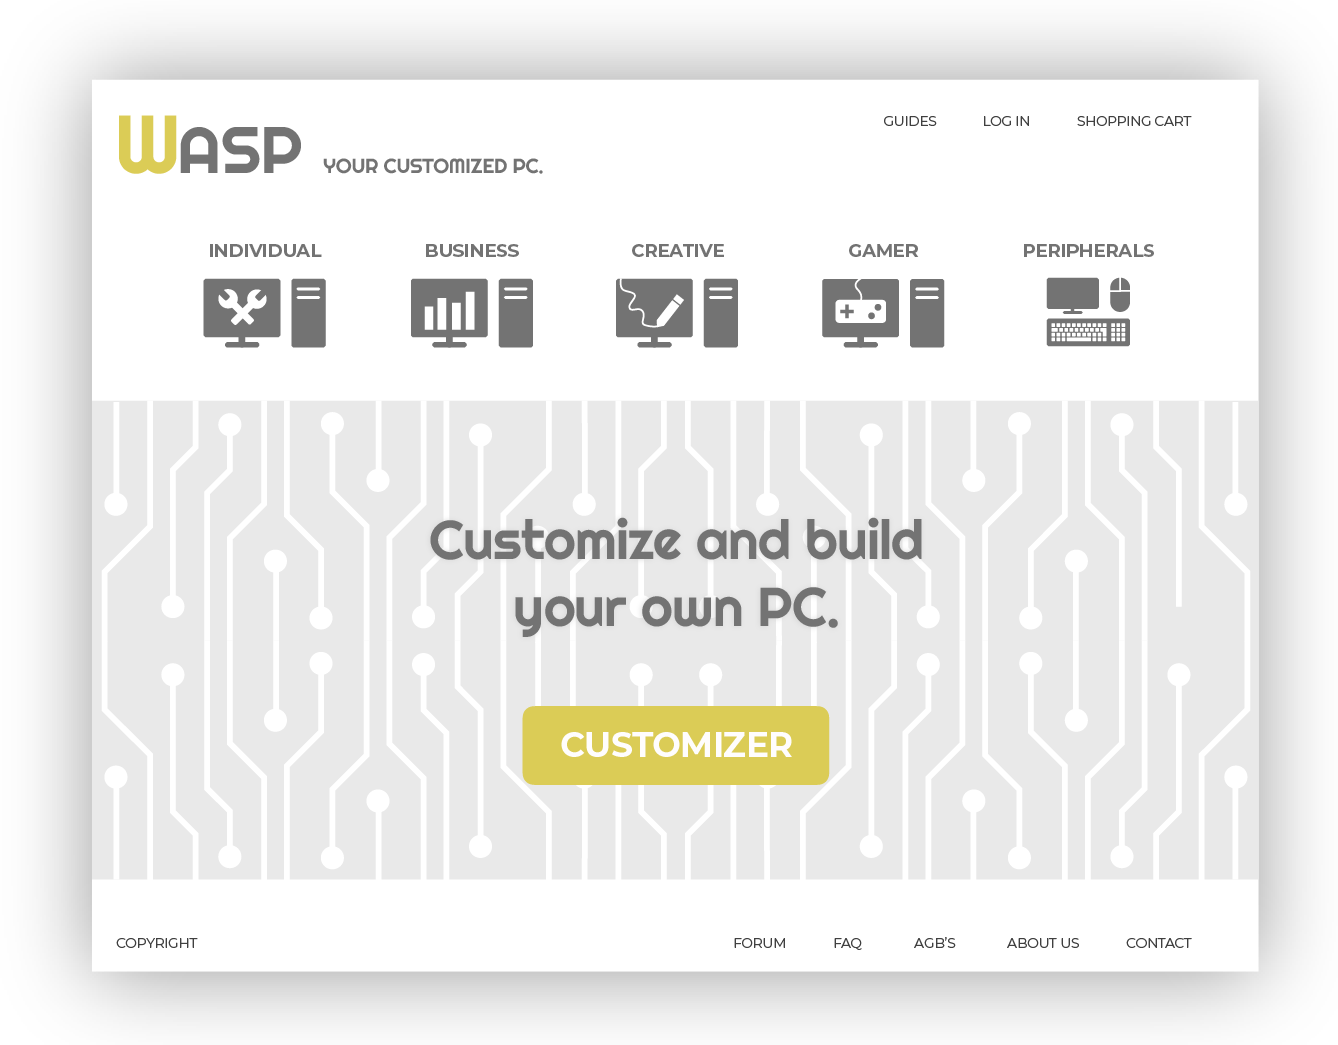 WASP
YOUR CUSTOMIZED PC.
GUIDES
LOG IN
SHOPPING CART
INDIVIDUAL
BUSINESS
CREATIVE
GAMER
PERIPHERALS
Customize and build
your own PC.
CUSTOMIZER
COPYRIGHT
FORUM
FAQ
AGB'S
ABOUT US
CONTACT